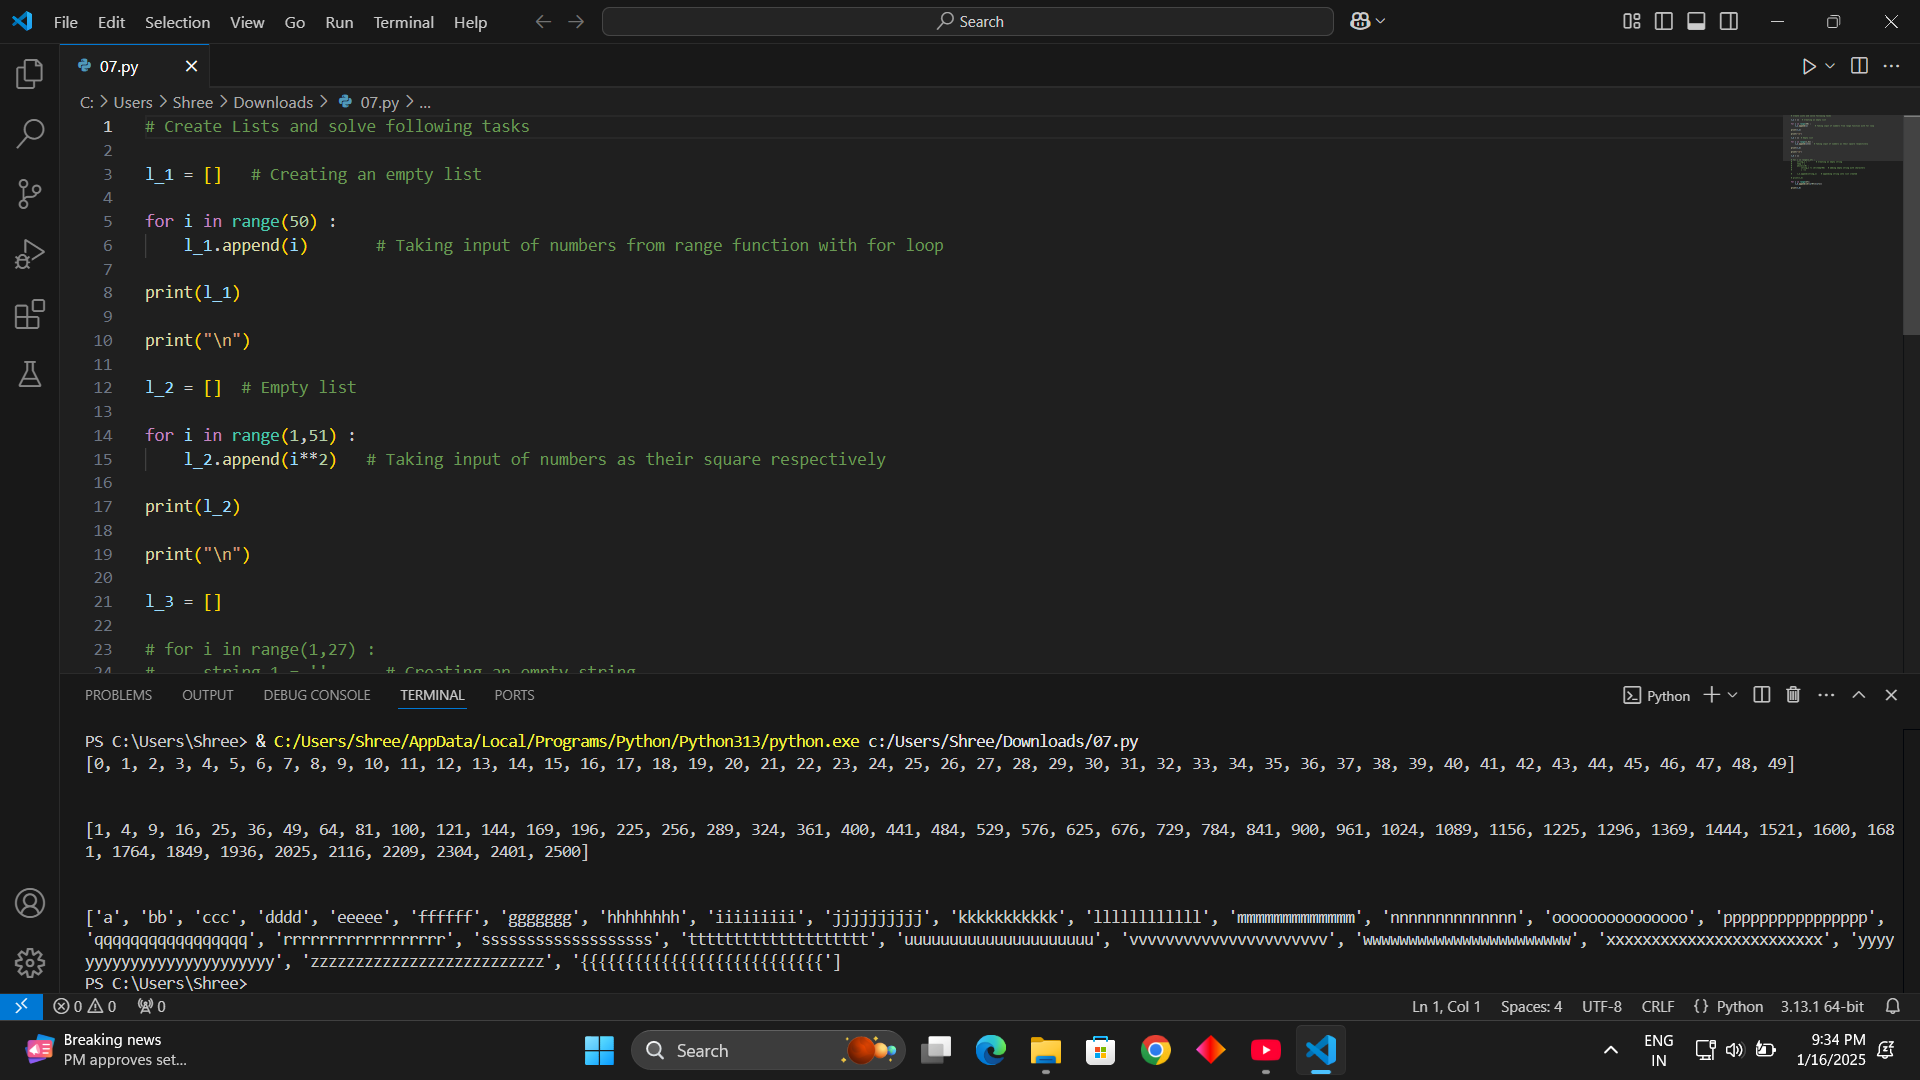 File Edit Selection View Go Run Terminal Help
Search
07.py
C: > Users > Shree > Downloads > 07.py > ...
1 # Create Lists and solve following tasks
2
3 l_1 = []   # Creating an empty list
4
5 for i in range(50) :
6     l_1.append(i)       # Taking input of numbers from range function with for loop
7
8 print(l_1)
9
10 print("\n")
11
12 l_2 = []  # Empty list
13
14 for i in range(1,51) :
15     l_2.append(i**2)   # Taking input of numbers as their square respectively
16
17 print(l_2)
18
19 print("\n")
20
21 l_3 = []
22
23 # for i in range(1,27) :
24 #     string_1 = ''      # Creating an empty string
PROBLEMS OUTPUT DEBUG CONSOLE TERMINAL PORTS
Python
PS C:\Users\Shree> & C:/Users/Shree/AppData/Local/Programs/Python/Python313/python.exe c:/Users/Shree/Downloads/07.py
[0, 1, 2, 3, 4, 5, 6, 7, 8, 9, 10, 11, 12, 13, 14, 15, 16, 17, 18, 19, 20, 21, 22, 23, 24, 25, 26, 27, 28, 29, 30, 31, 32, 33, 34, 35, 36, 37, 38, 39, 40, 41, 42, 43, 44, 45, 46, 47, 48, 49]
[1, 4, 9, 16, 25, 36, 49, 64, 81, 100, 121, 144, 169, 196, 225, 256, 289, 324, 361, 400, 441, 484, 529, 576, 625, 676, 729, 784, 841, 900, 961, 1024, 1089, 1156, 1225, 1296, 1369, 1444, 1521, 1600, 168
1, 1764, 1849, 1936, 2025, 2116, 2209, 2304, 2401, 2500]
['a', 'bb', 'ccc', 'dddd', 'eeeee', 'ffffff', 'ggggggg', 'hhhhhhhh', 'iiiiiiiii', 'jjjjjjjjjj', 'kkkkkkkkkkk', 'llllllllllll', 'mmmmmmmmmmmmm', 'nnnnnnnnnnnnnn', 'ooooooooooooooo', 'pppppppppppppppp',
'qqqqqqqqqqqqqqqqq', 'rrrrrrrrrrrrrrrrrr', 'sssssssssssssssssss', 'tttttttttttttttttttt', 'uuuuuuuuuuuuuuuuuuuuu', 'vvvvvvvvvvvvvvvvvvvvvv', 'wwwwwwwwwwwwwwwwwwwwwww', 'xxxxxxxxxxxxxxxxxxxxxxxx', 'yyyy
yyyyyyyyyyyyyyyyyyyyy', 'zzzzzzzzzzzzzzzzzzzzzzzzzz', '{{{{{{{{{{{{{{{{{{{{{{{{{{{']
PS C:\Users\Shree>
0 0 0 Ln 1, Col 1 Spaces: 4 UTF-8 CRLF {} Python 3.13.1 64-bit
Breaking news
PM approves set...
Search
ENG
IN
9:34 PM
1/16/2025